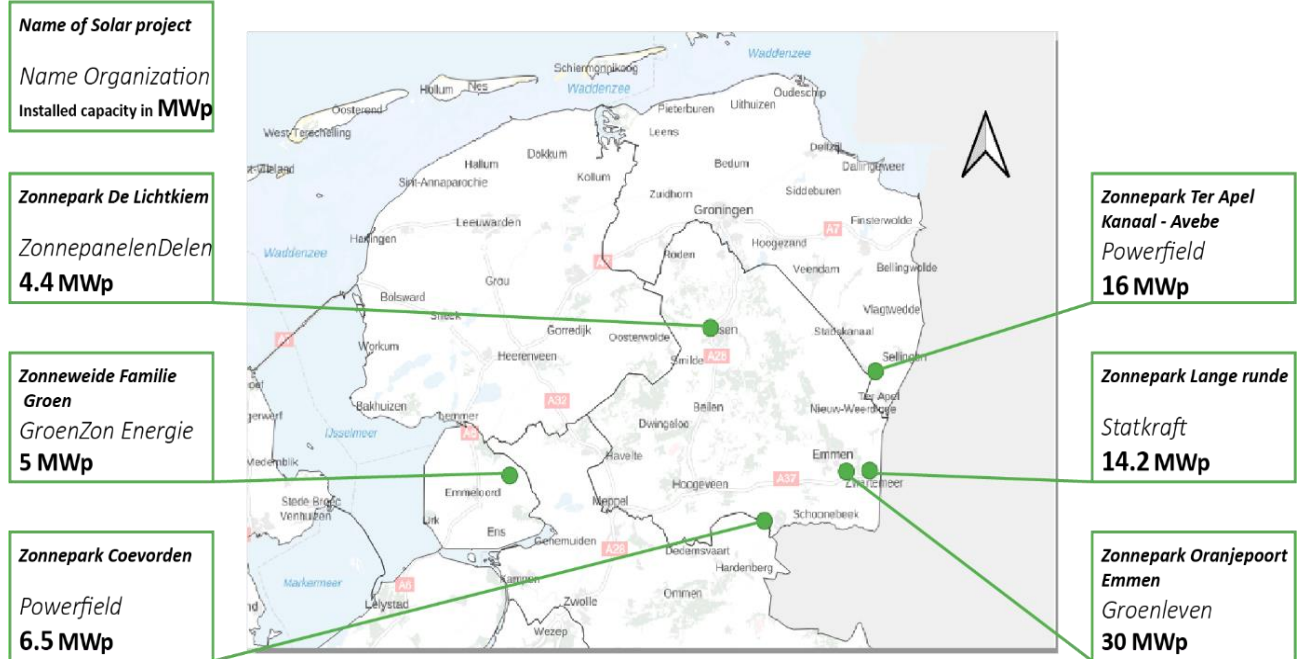 Name of Solar project
Name Organization
Installed capacity in MWp
Zonnepark De Lichtkiem
ZonnepanelenDelen
4.4 MWp
Zonneweide Familie
Groen
GroenZon Energie
5 MWp
Zonnepark Coevorden
Powerfield
6.5 MWp
Waddenzee
Schiermonnikoog
Hollum
Nes
Waddenzee
Oudeschip
Oosterend
Pieterburen
Uithuizen
West-Terschelling
Leens
Delfzijl
Dokkum
Hallum
Bedum
Kollum
Sint-Annaparochie
Zuidhorn
Siddeburen
Groningen
Leeuwarden
Finsterwolde
A7
Harlingen
Hoogezand
Waddenzee
Roden
A7
Veendam
Bellingwolde
Grou
Bolsward
Vlagtwedde
Sneek
Gorredijk
Oosterwolde
Stadskanaal
Workum
Heerenveen
Smilde
A28
Sellingen
Ter Apel
Bakhuizen
A32
Beilen
Nieuw-Weerdinge
Lemmer
Dwingeloo
IJsselmeer
A6
Havelte
Emmen
Medemblik
Emmeloord
Hoogeveen
A37
Zwartemeer
Stede Broec
Venhuizen
Meppel
Schoonebeek
Urk
Ens
Genemuiden
A28
Dedemsvaart
Hardenberg
Markermeer
A6
Kampen
Lelystad
Zwolle
Ommen
Wezep
Zonnepark Ter Apel
Kanaal - Avebe
Powerfield
16 MWp
Zonnepark Lange runde
Statkraft
14.2 MWp
Zonnepark Oranjepoort
Emmen
Groenleven
30 MWp